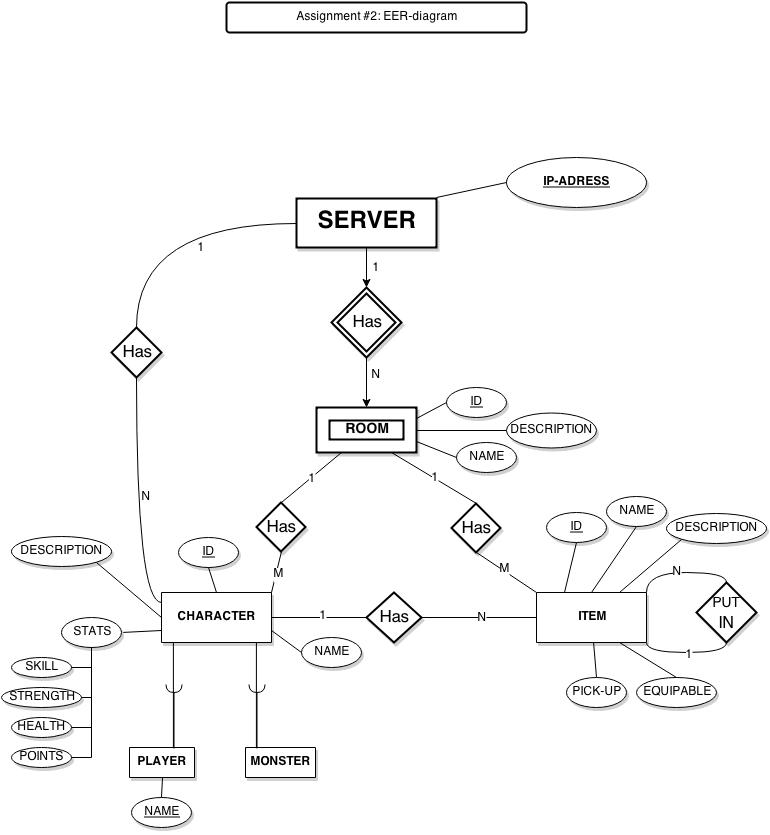 Assignment #2: EER-diagram
IP-ADRESS
SERVER
1
1
Has
Has
N
ID
ROOM
DESCRIPTION
NAME
1
1
N
ID
NAME
DESCRIPTION
Has
Has
DESCRIPTION
ID
M
M
N
PUT
IN
CHARACTER
1
Has
N
ITEM
STATS
NAME
1
SKILL
PICK-UP
EQUIPABLE
STRENGTH
HEALTH
POINTS
PLAYER
MONSTER
NAME